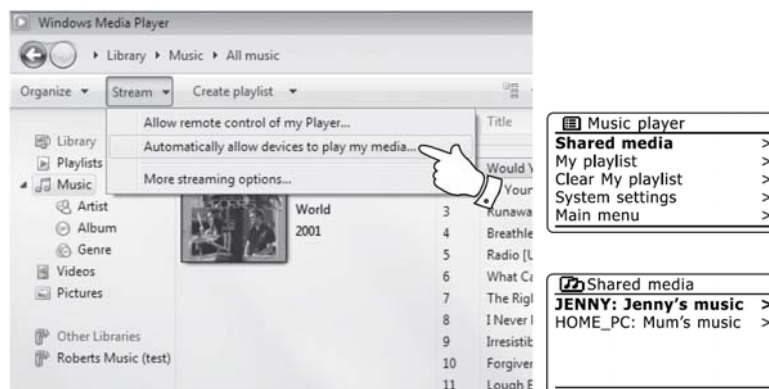 Windows Media Player
Library Music All music
Organize Stream Create playlist
Allow remote control of my Player...
Automatically allow devices to play my media...
More streaming options...
Library
Playlists
Music
Artist
Album
Genre
Videos
Pictures
Other Libraries
Roberts Music (test)
World
2001
Title
Would
Your
3
4 Breathle
5 Radio [
6 What Ca
7 The Rig
8 I Never
9 Irresistib
10 Forgive
11 Lough
Music player
Shared media >
My playlist >
Clear My playlist >
System settings >
Main menu >
Shared media
JENNY: Jenny's music >
HOME_PC: Mum's music >